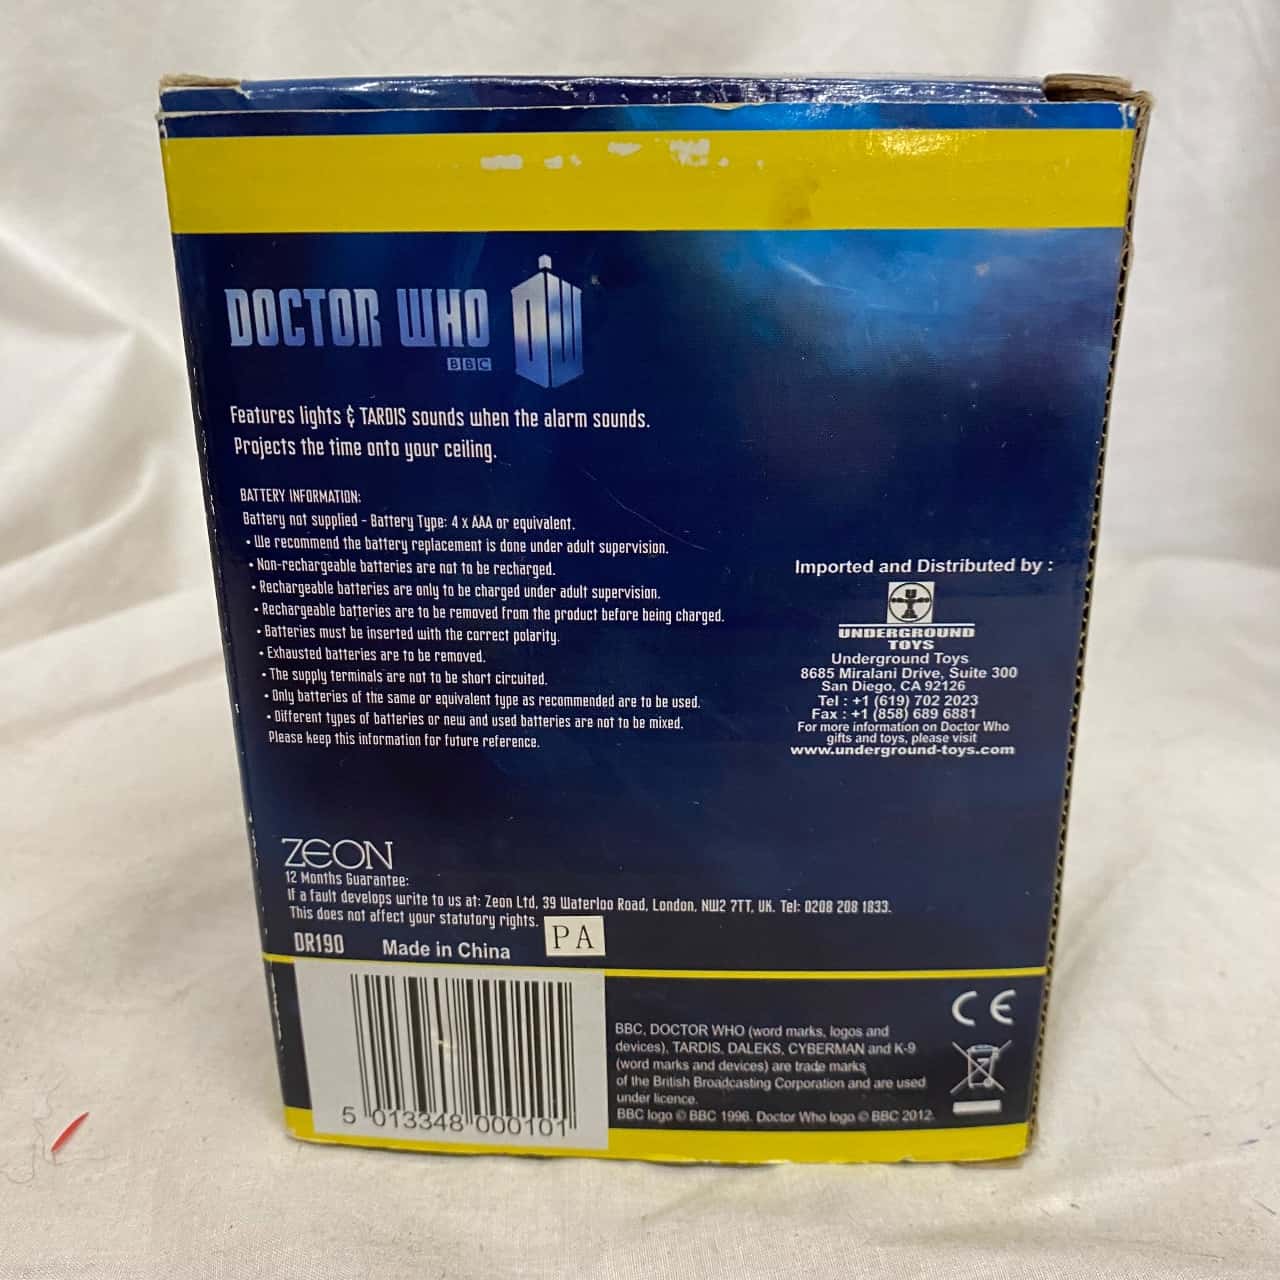 DOCTOR WHO
BBC
DW
Features lights & TARDIS sounds when the alarm sounds.
Projects the time onto your ceiling.
BATTERY INFORMATION:
Battery not supplied - Battery Type: 4 x AAA or equivalent.
• We recommend the battery replacement is done under adult supervision.
• Non-rechargeable batteries are not to be recharged.
• Rechargeable batteries are only to be charged under adult supervision.
• Rechargeable batteries are to be removed from the product before being charged.
• Batteries must be inserted with the correct polarity.
• Exhausted batteries are to be removed.
• The supply terminals are not to be short circuited.
• Only batteries of the same or equivalent type as recommended are to be used.
• Different types of batteries or new and used batteries are not to be mixed.
Please keep this information for future reference.
Imported and Distributed by :
UNDERGROUND
TOYS
Underground Toys
8685 Miralani Drive, Suite 300
San Diego, CA 92126
Tel : +1 (619) 702 2023
Fax : +1 (858) 689 6881
For more information on Doctor Who
gifts and toys, please visit
www.underground-toys.com
ZEON
12 Months Guarantee:
If a fault develops write to us at: Zeon Ltd, 39 Waterloo Road, London, NW2 7TT, UK. Tel: 0208 208 1833.
This does not affect your statutory rights.
DR190 Made in China PA
5 013348 000101
BBC, DOCTOR WHO (word marks, logos and
devices), TARDIS, DALEKS, CYBERMAN and K-9
(word marks and devices) are trade marks
of the British Broadcasting Corporation and are used
under licence.
BBC logo © BBC 1996. Doctor Who logo © BBC 2012.
CE